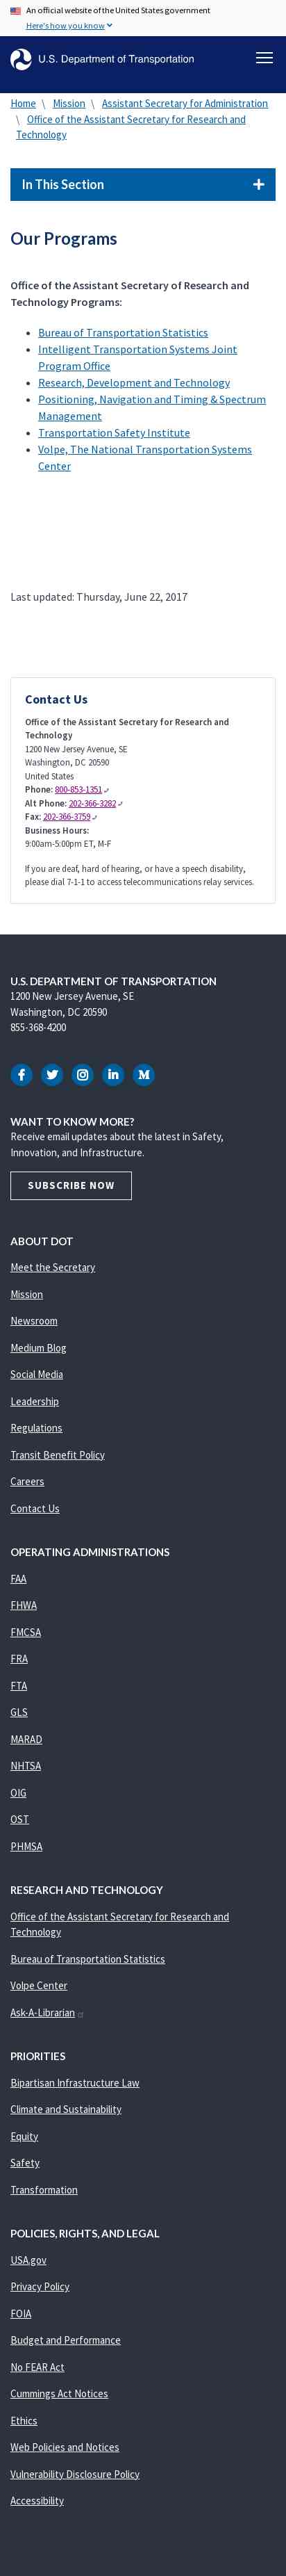 An official website of the United States government
Here's how you know
U.S. Department of Transportation
Home \ Mission \ Assistant Secretary for Administration
\ Office of the Assistant Secretary for Research and
Technology
In This Section
Our Programs
Office of the Assistant Secretary of Research and
Technology Programs:
Bureau of Transportation Statistics
Intelligent Transportation Systems Joint
Program Office
Research, Development and Technology
Positioning, Navigation and Timing & Spectrum
Management
Transportation Safety Institute
Volpe, The National Transportation Systems
Center
Last updated: Thursday, June 22, 2017
Contact Us
Office of the Assistant Secretary for Research and
Technology
1200 New Jersey Avenue, SE
Washington, DC 20590
United States
Phone: 800-853-1351
Alt Phone: 202-366-3282
Fax: 202-366-3759
Business Hours:
9:00am-5:00pm ET, M-F
If you are deaf, hard of hearing, or have a speech disability,
please dial 7-1-1 to access telecommunications relay services.
U.S. DEPARTMENT OF TRANSPORTATION
1200 New Jersey Avenue, SE
Washington, DC 20590
855-368-4200
WANT TO KNOW MORE?
Receive email updates about the latest in Safety,
Innovation, and Infrastructure.
SUBSCRIBE NOW
ABOUT DOT
Meet the Secretary
Mission
Newsroom
Medium Blog
Social Media
Leadership
Regulations
Transit Benefit Policy
Careers
Contact Us
OPERATING ADMINISTRATIONS
FAA
FHWA
FMCSA
FRA
FTA
GLS
MARAD
NHTSA
OIG
OST
PHMSA
RESEARCH AND TECHNOLOGY
Office of the Assistant Secretary for Research and
Technology
Bureau of Transportation Statistics
Volpe Center
Ask-A-Librarian
PRIORITIES
Bipartisan Infrastructure Law
Climate and Sustainability
Equity
Safety
Transformation
POLICIES, RIGHTS, AND LEGAL
USA.gov
Privacy Policy
FOIA
Budget and Performance
No FEAR Act
Cummings Act Notices
Ethics
Web Policies and Notices
Vulnerability Disclosure Policy
Accessibility